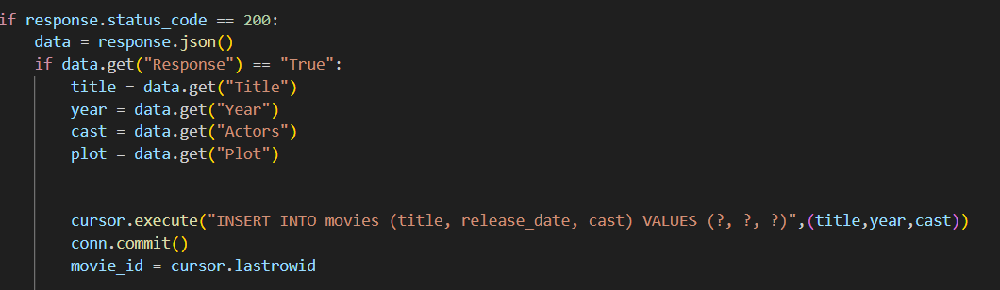 if response.status_code == 200:
    data = response.json()
    if data.get("Response") == "True":
        title = data.get("Title")
        year = data.get("Year")
        cast = data.get("Actors")
        plot = data.get("Plot")
        cursor.execute("INSERT INTO movies (title, release_date, cast) VALUES (?, ?, ?)",(title,year,cast))
        conn.commit()
        movie_id = cursor.lastrowid